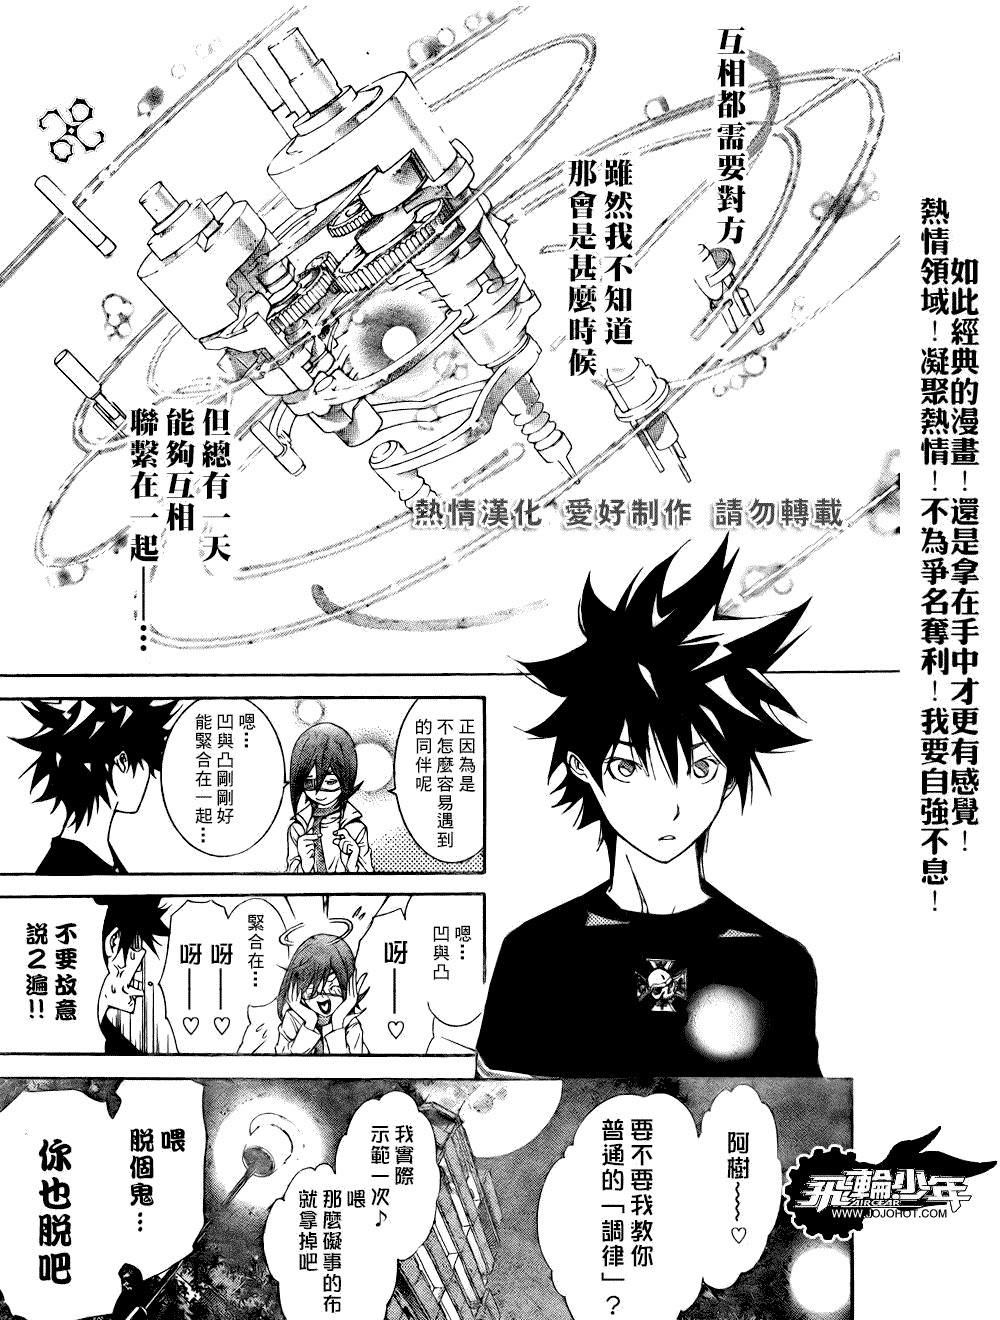 如此經典的漫畫！還是拿在手中才更有感覺！
熱情領域！凝聚熱情！不為爭名奪利！我要自強不息！
互相都需要對方
雖然我不知道
那會是甚麼時候
但總有一天
能夠互相
聯繫在一起——…
熱情漢化 愛好制作 請勿轉載
正因為是
不怎麼容易遇到
的同伴呢
嗯…
凹與凸剛剛好
能緊合在一起…
嗯…
凹與凸
呀——♡
緊合在…
呀——♡
呀——♡
不要故意
說2遍!!
阿樹~~~~♡
要不要我教你
普通的「調律」？
我實際
示範一次♪
喂
那麼礙事的布
就拿掉吧
喂
脫個鬼…
你也脫吧
飛輪少年
AIRGEAR
WWW.JOJOHOT.COM